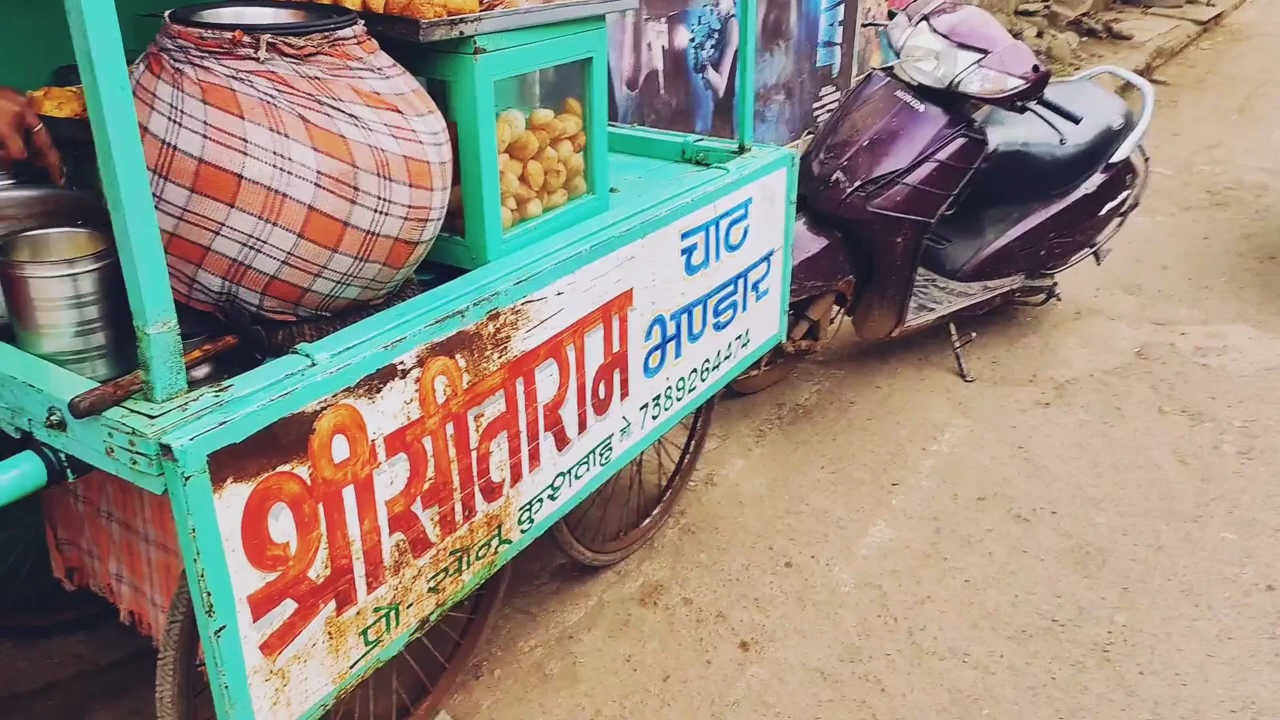 श्री सीताराम
चाट
भण्डार
प्रो- सोनू कुशवाह मो. 7389264474
HONDA